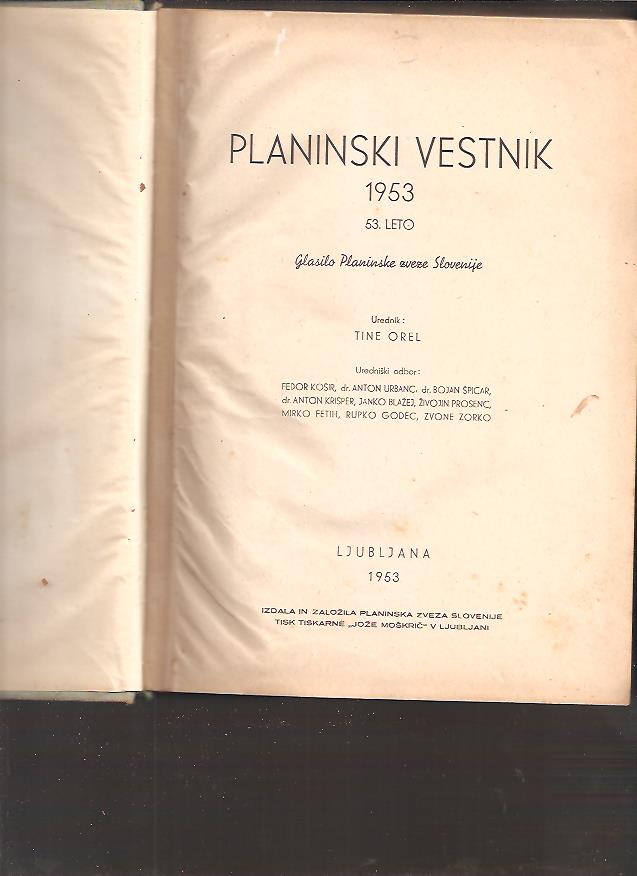 PLANINSKI VESTNIK
1953
53. LETO
Glasilo Planinske zveze Slovenije
Urednik:
TINE OREL
Uredniški odbor:
FEDOR KOŠIR, dr. ANTON URBANC, dr. BOJAN ŠPICAR,
dr. ANTON KRISPER, JANKO BLAŽEJ, ŽIVOJIN PROSENC,
MIRKO FETIH, RUPKO GODEC, ZVONE ZORKO
LJUBLJANA
1953
IZDALA IN ZALOŽILA PLANINSKA ZVEZA SLOVENIJE
TISK TISKARNE „JOŽE MOŠKRIČ" V LJUBLJANI